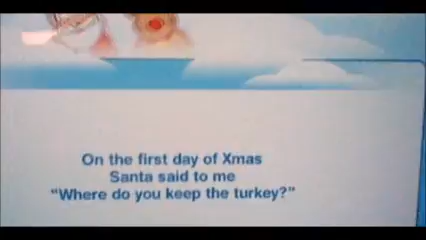 On the first day of Xmas
Santa said to me
“Where do you keep the turkey?”